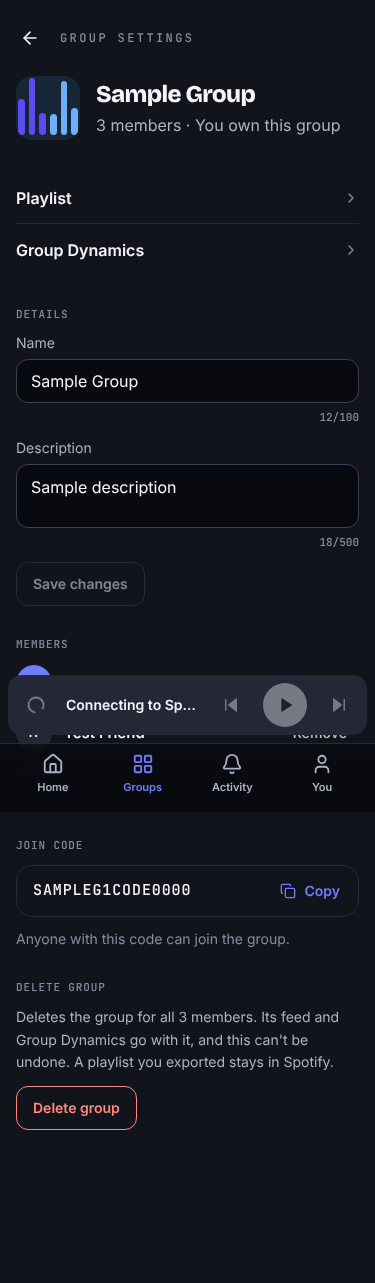 GROUP SETTINGS
Sample Group
3 members · You own this group
Playlist
Group Dynamics
DETAILS
Name
Sample Group
12/100
Description
Sample description
18/500
Save changes
MEMBERS
Connecting to Sp...
Test Friend
Remove
Home
Groups
Activity
You
JOIN CODE
SAMPLEG1CODE0000
Copy
Anyone with this code can join the group.
DELETE GROUP
Deletes the group for all 3 members. Its feed and
Group Dynamics go with it, and this can't be
undone. A playlist you exported stays in Spotify.
Delete group